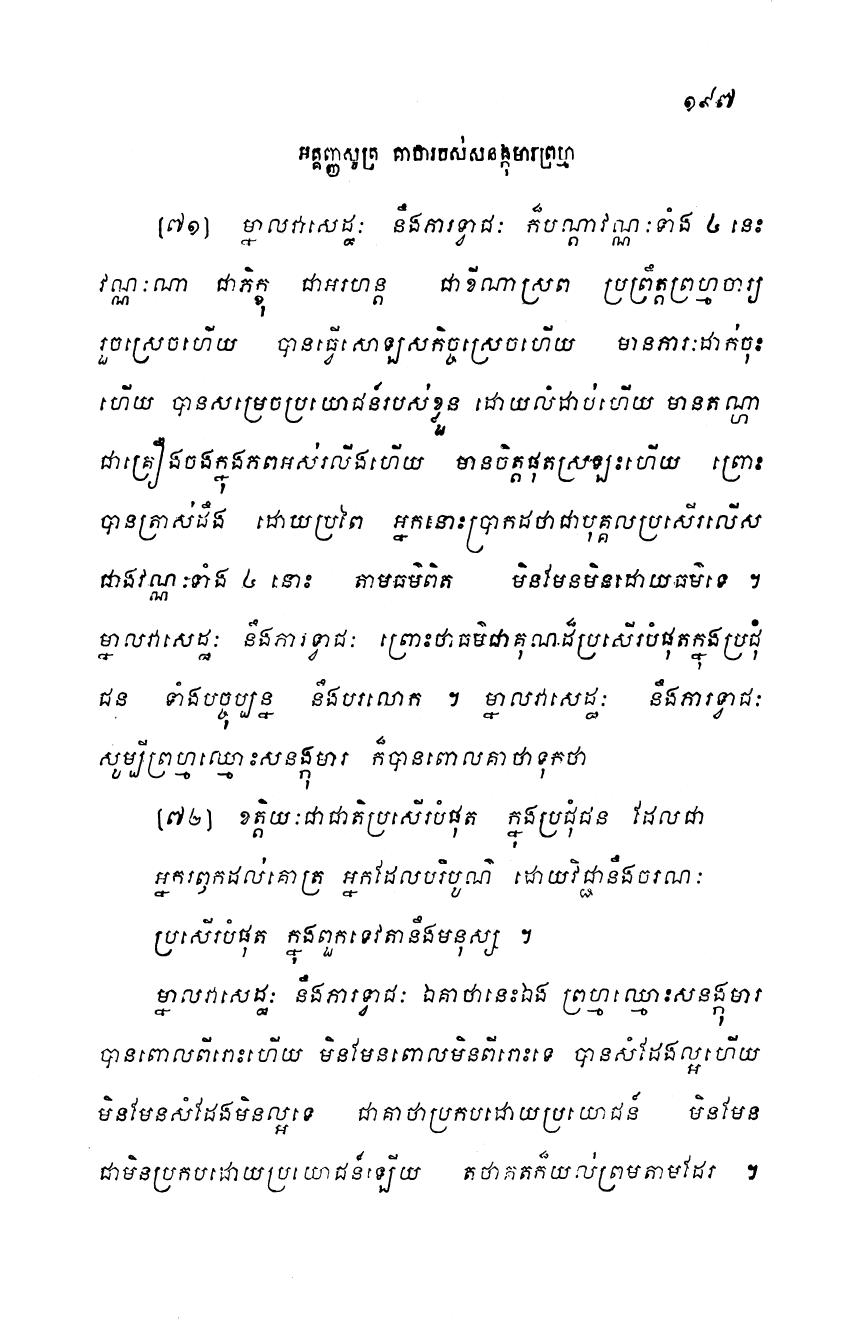 ១៩៧
អគ្គញ្ញសូត្រ គាថារបស់សនង្កុមារព្រហ្ម
(៧១) ម្នាលវាសេដ្ឋៈ នឹងភារទ្វាជៈ ក៏បណ្តាវណ្ណៈទាំង ៤ នេះ
វណ្ណៈណា ជាភិក្ខុ ជាអរហន្ត ជាខីណាស្រព ប្រព្រឹត្តព្រហ្មចារ្យ
រួចស្រេចហើយ បានធ្វើសោឡសកិច្ចស្រេចហើយ មានភារៈដាក់ចុះ
ហើយ បានសម្រេចប្រយោជន៍របស់ខ្លួន ដោយលំដាប់ហើយ មានតណ្ហា
ជាគ្រឿងចងក្នុងភពអស់រលីងហើយ មានចិត្តផុតស្រឡះហើយ ព្រោះ
បានត្រាស់ដឹង ដោយប្រពៃ អ្នកនោះប្រាកដថាជាបុគ្គលប្រសើរលើស
ជាងវណ្ណៈទាំង ៤ នោះ តាមធម៌ពិត មិនមែនមិនដោយធម៌ទេ ។
ម្នាលវាសេដ្ឋៈ នឹងភារទ្វាជៈ ព្រោះថាធម៌ជាគុណដ៏ប្រសើរបំផុតក្នុងប្រជុំ
ជន ទាំងបច្ចុប្បន្ន នឹងបរលោក ។ ម្នាលវាសេដ្ឋៈ នឹងភារទ្វាជៈ
សូម្បីព្រហ្មឈ្មោះសនង្កុមារ ក៏បានពោលគាថាទុកថា
(៧២) ខត្តិយៈជាជាតិប្រសើរបំផុត ក្នុងប្រជុំជន ដែលជា
អ្នករឭកដល់គោត្រ អ្នកដែលបរិបូណ៌ ដោយវិជ្ជានឹងចរណៈ
ប្រសើរបំផុត ក្នុងពួកទេវតានឹងមនុស្ស ។
ម្នាលវាសេដ្ឋៈ នឹងភារទ្វាជៈ ឯគាថានេះឯង ព្រហ្មឈ្មោះសនង្កុមារ
បានពោលពីរោះហើយ មិនមែនពោលមិនពីរោះទេ បានសំដែងល្អហើយ
មិនមែនសំដែងមិនល្អទេ ជាគាថាប្រកបដោយប្រយោជន៍ មិនមែន
ជាមិនប្រកបដោយប្រយោជន៍ឡើយ តថាគតក៏យល់ព្រមតាមដែរ ។